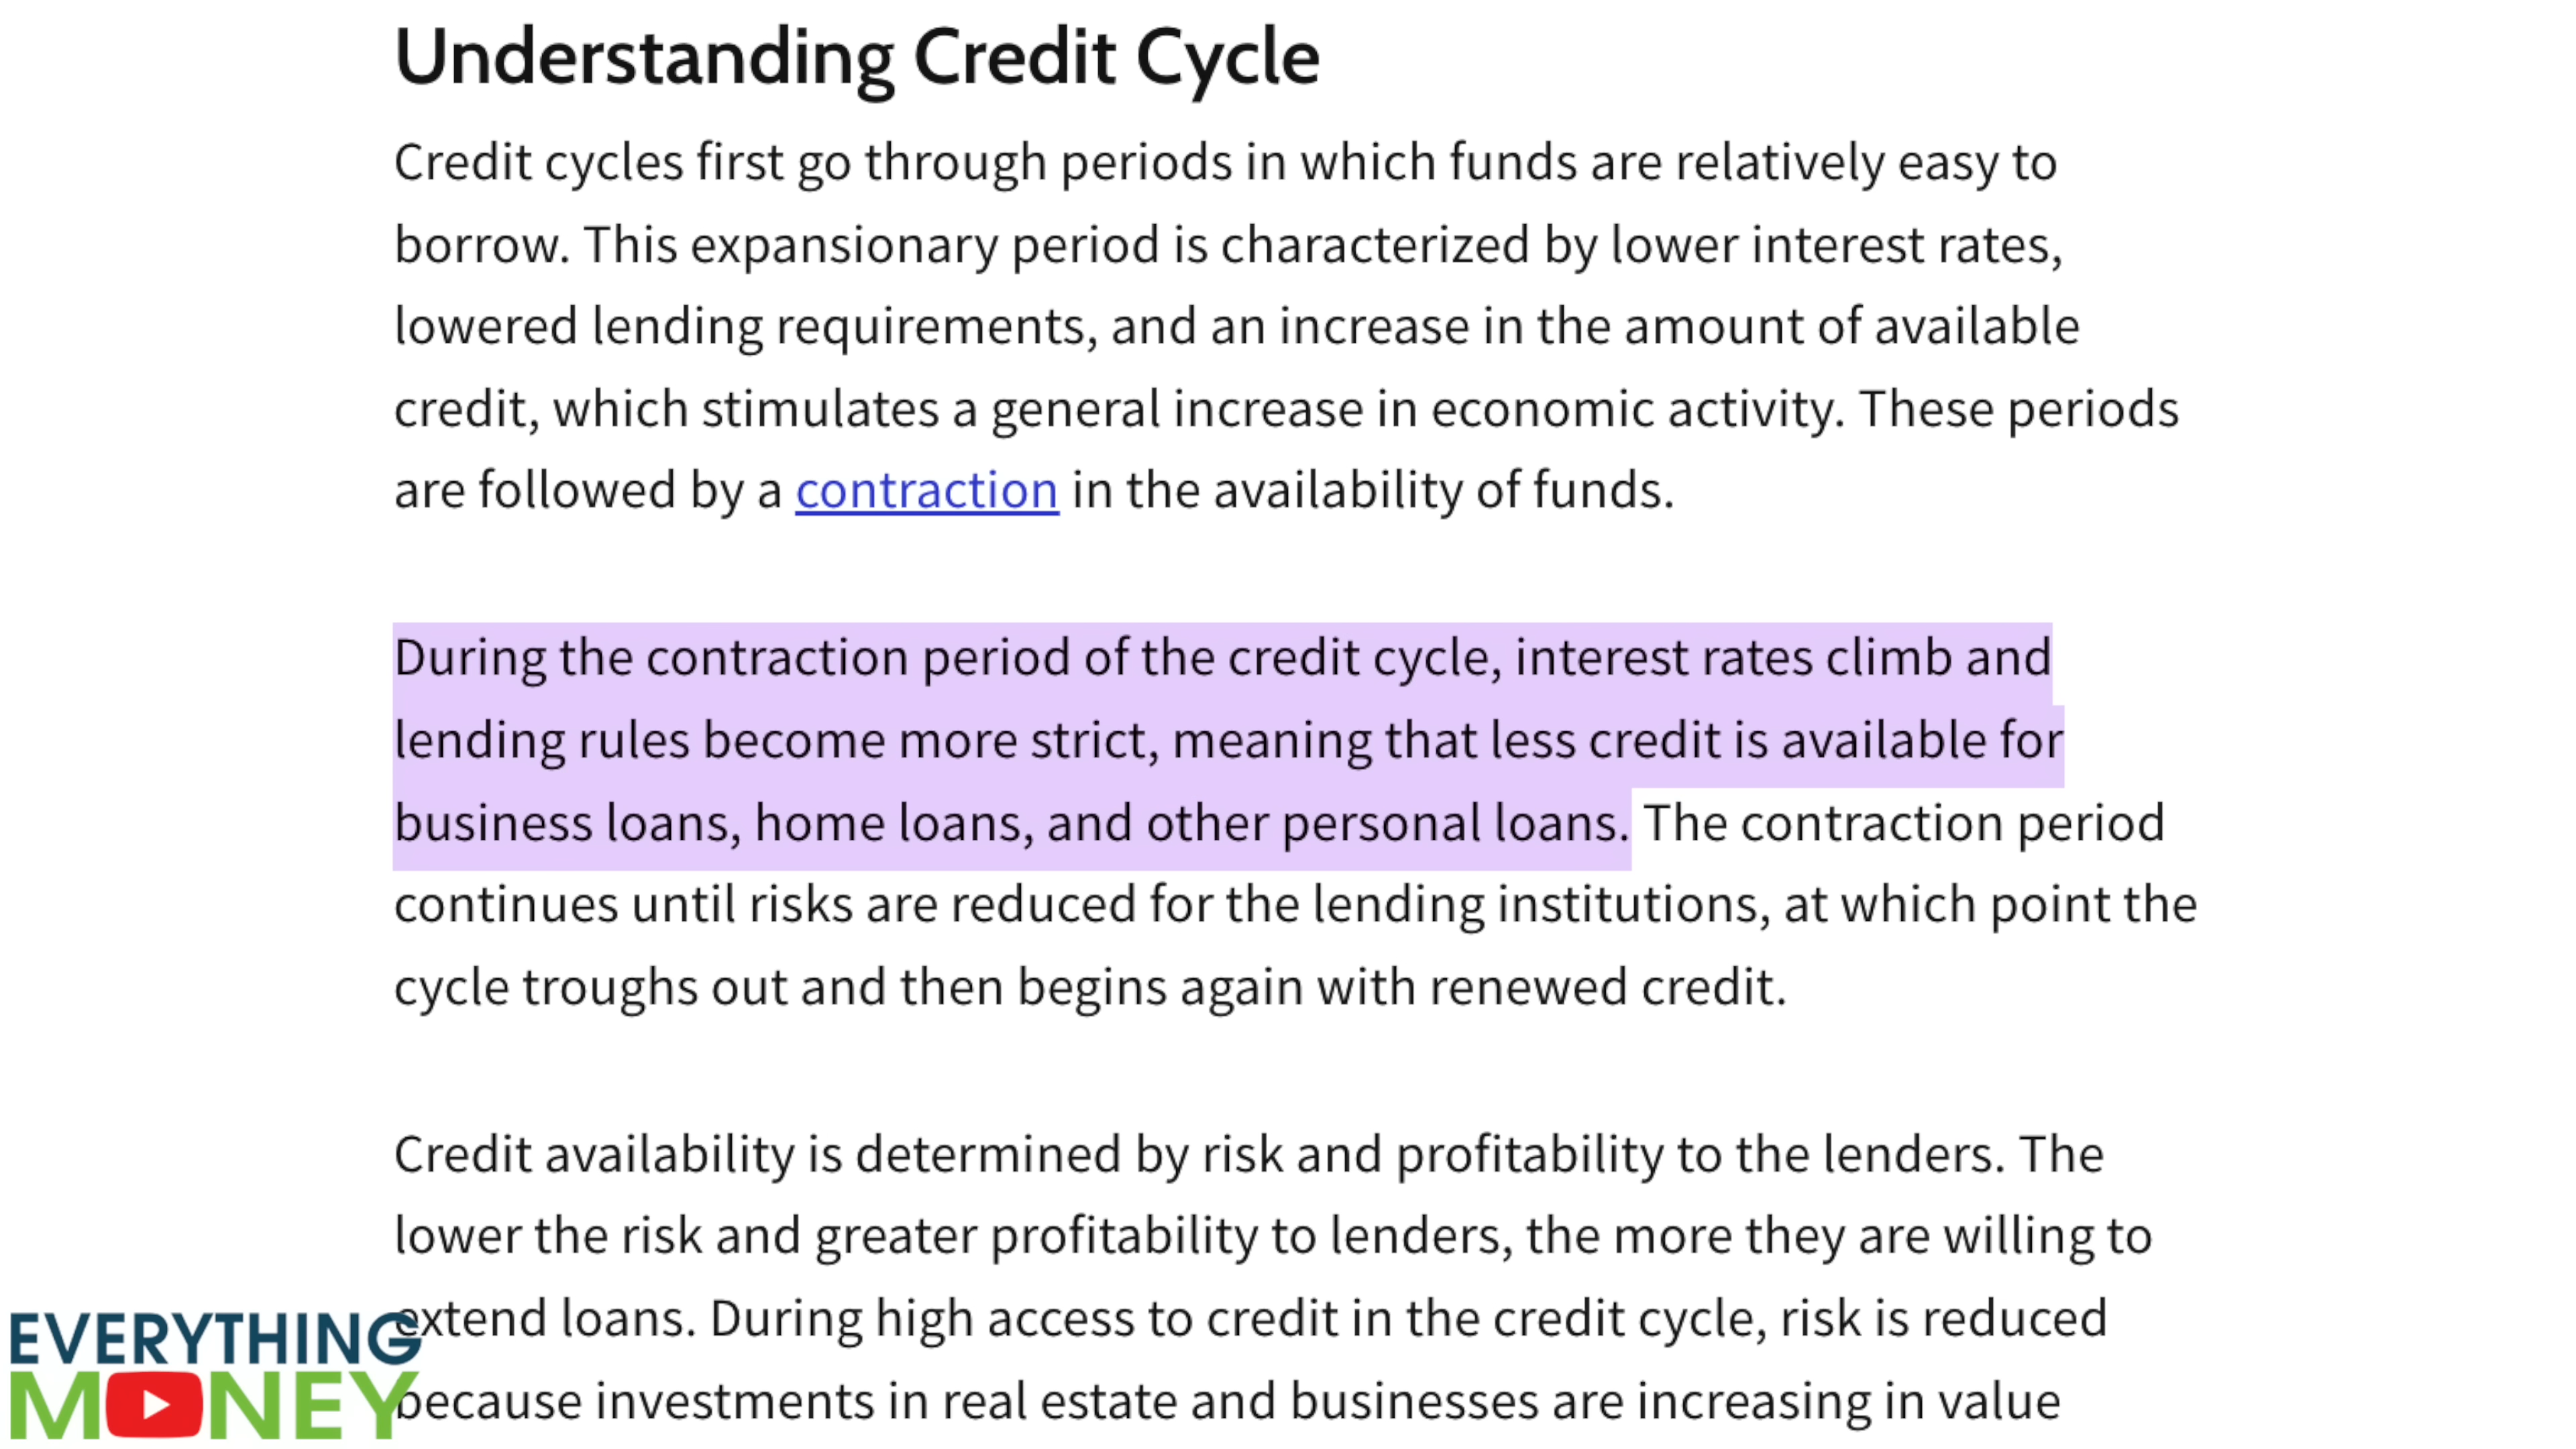 Understanding Credit Cycle
Credit cycles first go through periods in which funds are relatively easy to
borrow. This expansionary period is characterized by lower interest rates,
lowered lending requirements, and an increase in the amount of available
credit, which stimulates a general increase in economic activity. These periods
are followed by a contraction in the availability of funds.
During the contraction period of the credit cycle, interest rates climb and
lending rules become more strict, meaning that less credit is available for
business loans, home loans, and other personal loans. The contraction period
continues until risks are reduced for the lending institutions, at which point the
cycle troughs out and then begins again with renewed credit.
Credit availability is determined by risk and profitability to the lenders. The
lower the risk and greater profitability to lenders, the more they are willing to
extend loans. During high access to credit in the credit cycle, risk is reduced
because investments in real estate and businesses are increasing in value
EVERYTHING
MONEY